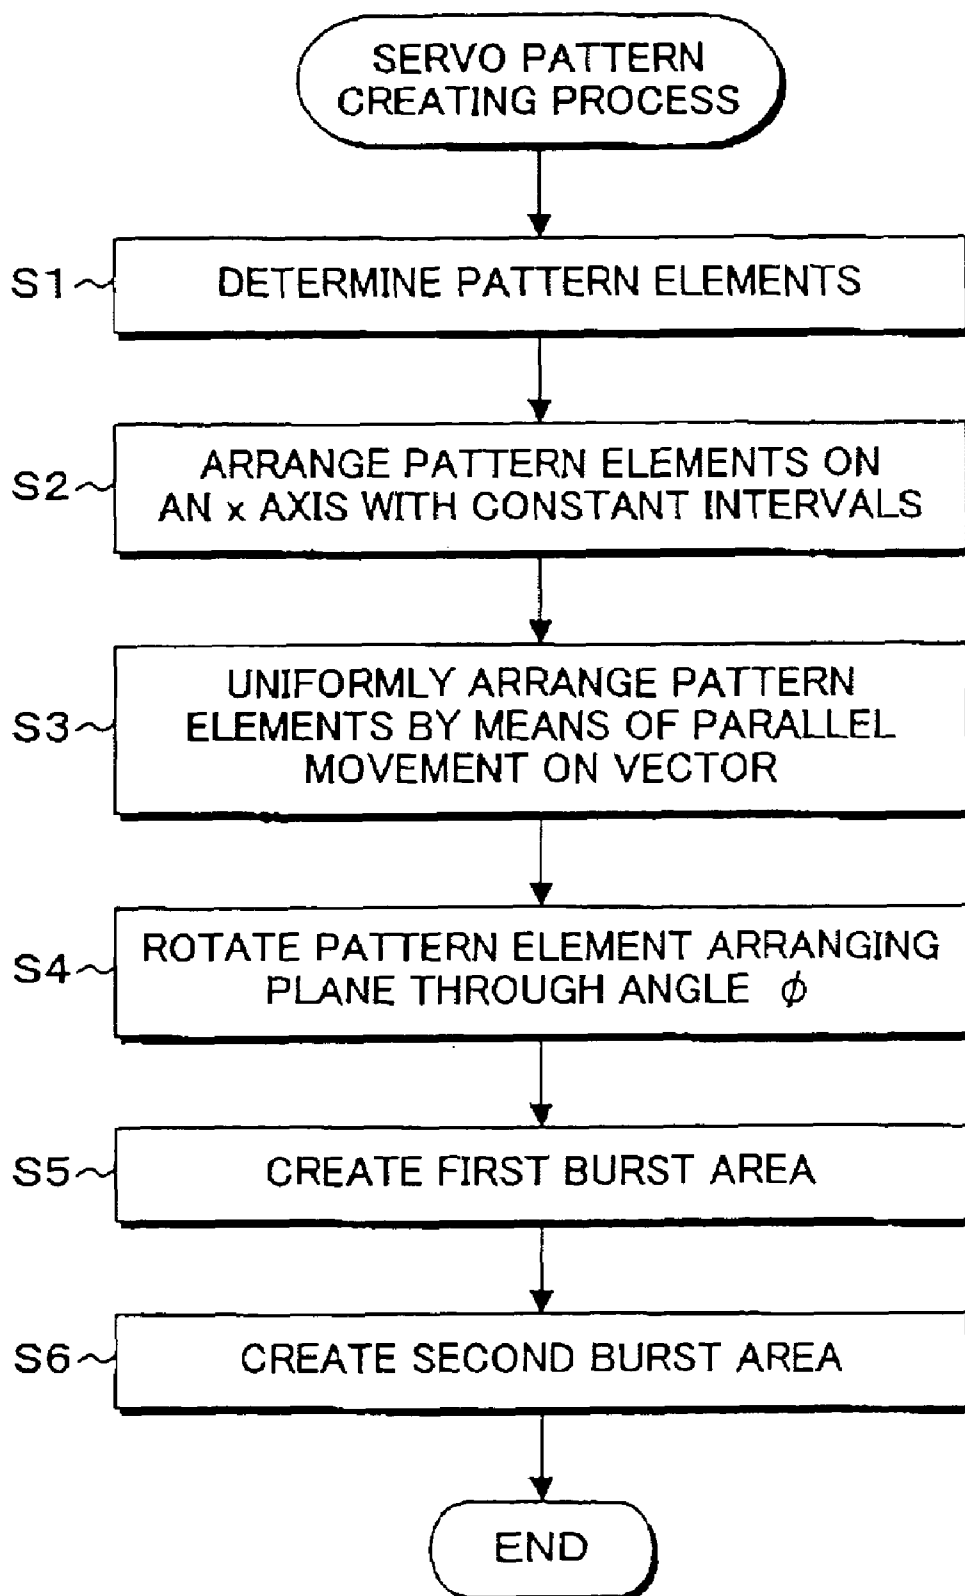 SERVO PATTERN
CREATING PROCESS
S1
DETERMINE PATTERN ELEMENTS
S2
ARRANGE PATTERN ELEMENTS ON
AN x AXIS WITH CONSTANT INTERVALS
S3
UNIFORMLY ARRANGE PATTERN
ELEMENTS BY MEANS OF PARALLEL
MOVEMENT ON VECTOR
S4
ROTATE PATTERN ELEMENT ARRANGING
PLANE THROUGH ANGLE ϕ
S5
CREATE FIRST BURST AREA
S6
CREATE SECOND BURST AREA
END